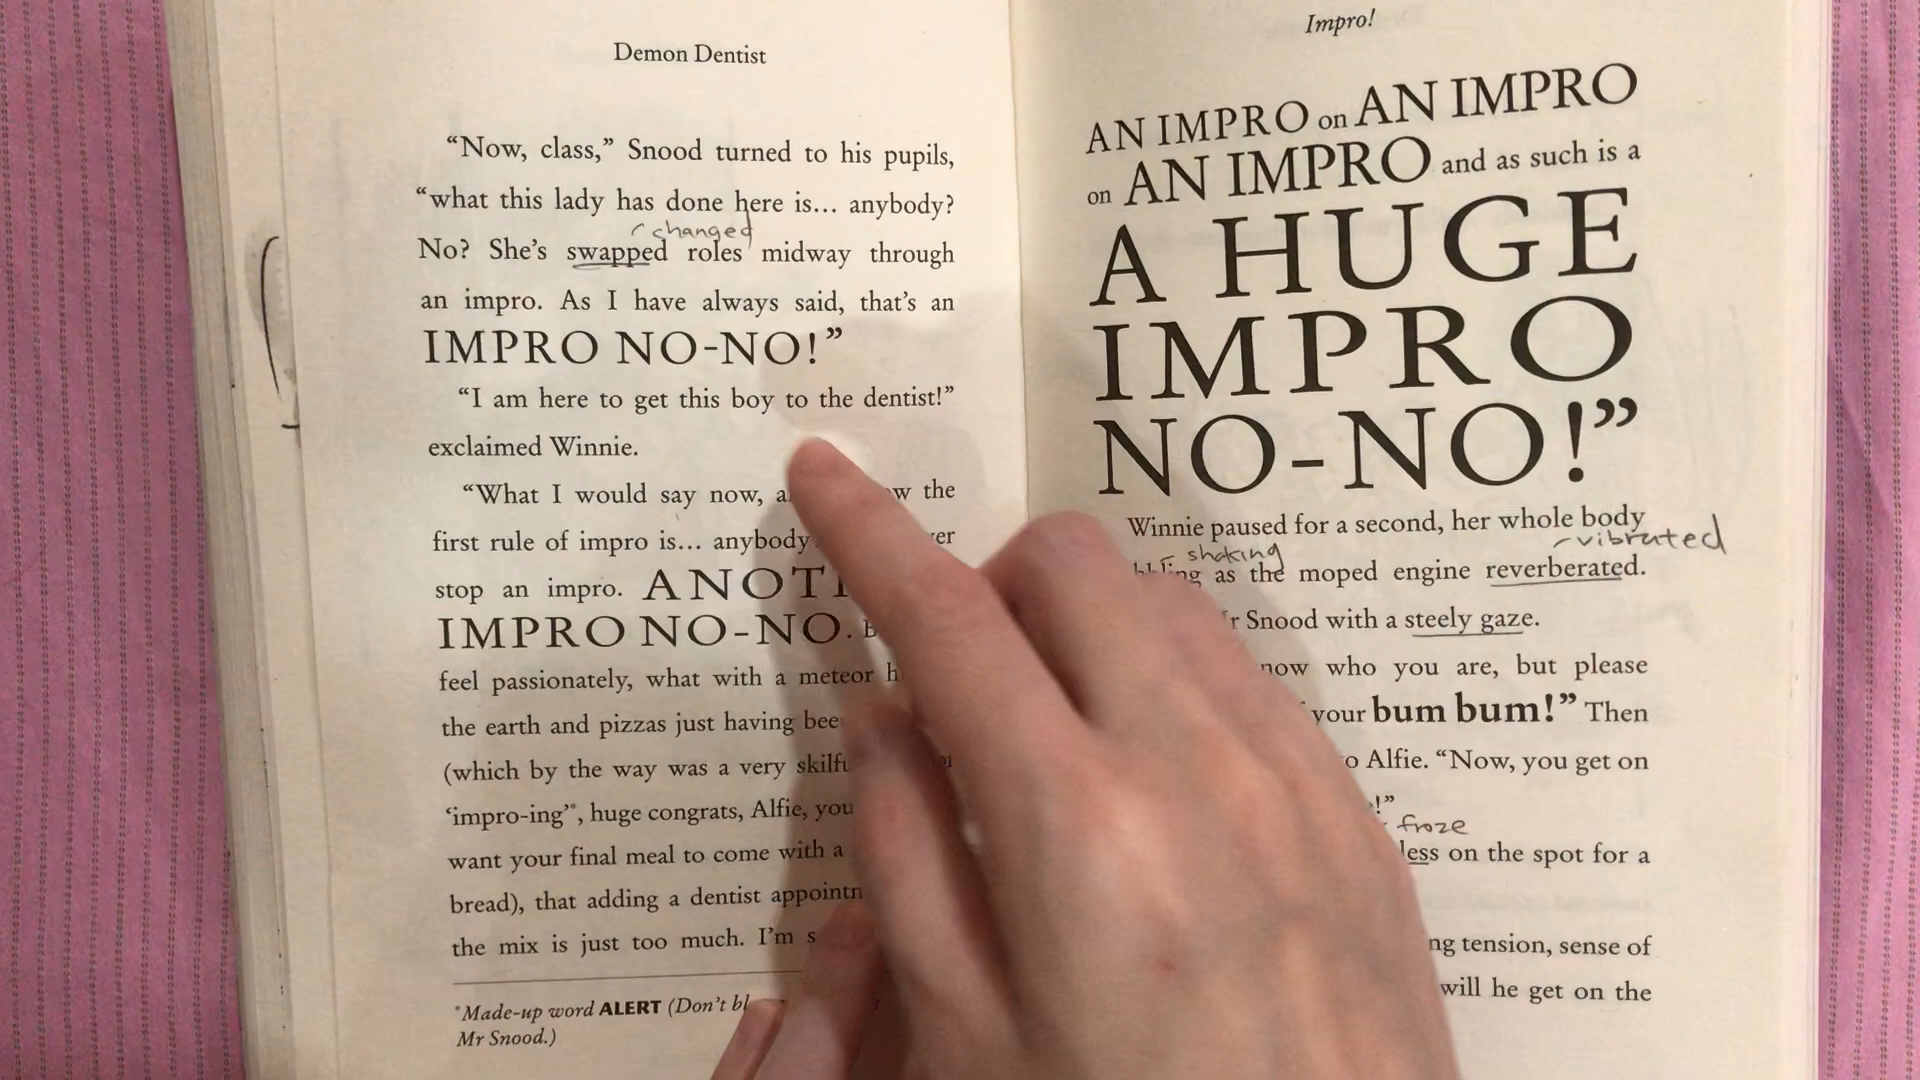 Demon Dentist
“Now, class,” Snood turned to his pupils,
“what this lady has done here is... anybody?
changed
No? She’s swapped roles midway through
an impro. As I have always said, that’s an
IMPRO NO-NO!”
“I am here to get this boy to the dentist!”
exclaimed Winnie.
“What I would say now, the
first rule of impro is... anybody
stop an impro.
IMPRO NO-NO.
feel passionately, what with a meteor
the earth and pizzas just having
(which by the way was a very
‘impro-ing’*, huge congrats, Alfie, you
want your final meal to come with a
bread), that adding a dentist
the mix is just too much. I’m
*Made-up word ALERT (Don’t
Mr Snood.)
Impro!
AN IMPRO on AN IMPRO
on AN IMPRO and as such is a
A HUGE
IMPRO
NO-NO!”
Winnie paused for a second, her whole body
vibrated
shaking
as the moped engine reverberated.
Snood with a steely gaze.
who you are, but please
your bum bum!” Then
Alfie. “Now, you get on
froze
on the spot for a
tension, sense of
will he get on the